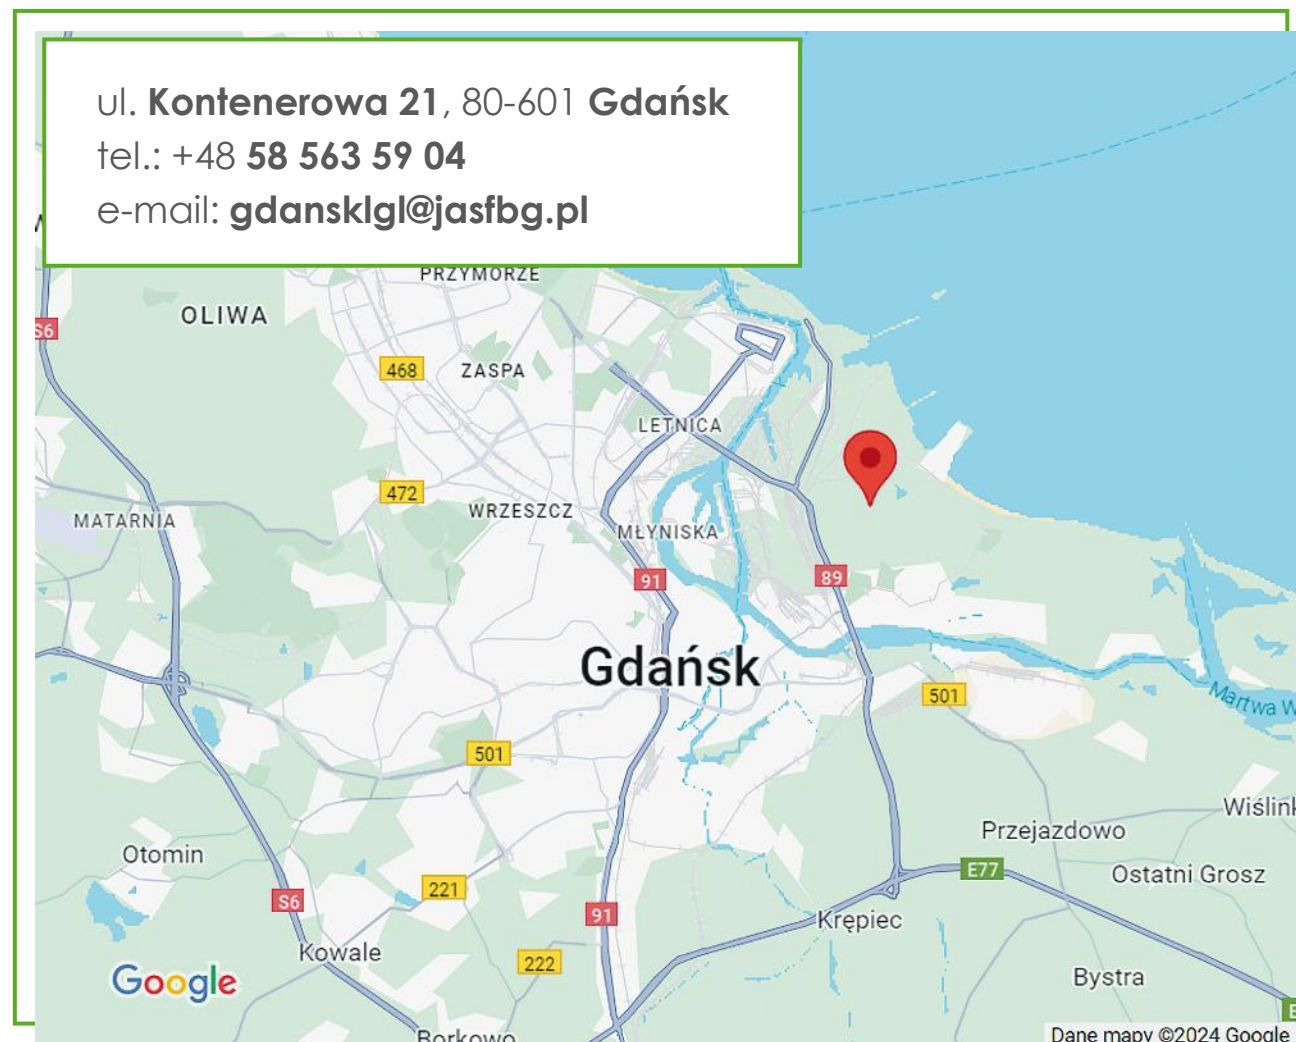 ul. Kontenerowa 21, 80-601 Gdańsk
tel.: +48 58 563 59 04
e-mail: gdansklgl@jasfbg.pl
PRZYMORZE
OLIWA
S6
468
ZASPA
LETNICA
472
WRZESZCZ
MATARNIA
MŁYNISKA
91
89
Gdańsk
501
Martwa W
501
Wiślink
Przejazdowo
Otomin
E77
Ostatni Grosz
221
S6
91
Krępiec
Kowale
222
Bystra
Google
Borkowo
Dane mapy ©2024 Google